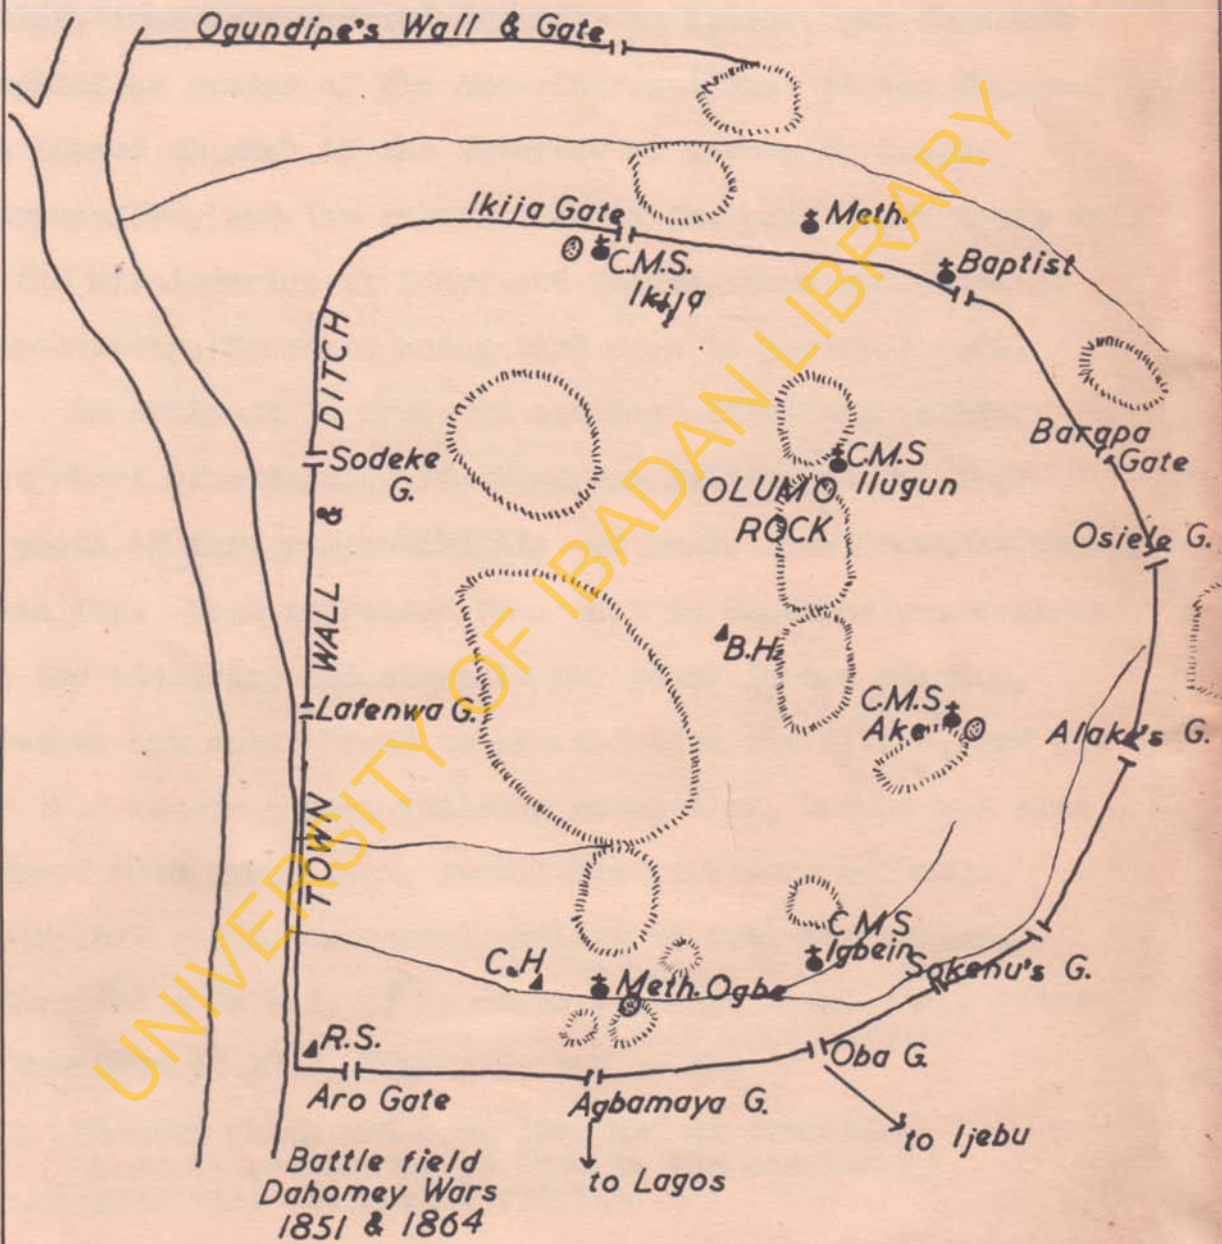 Ogundipe's Wall & Gate
Ikija Gate
Meth.
C.M.S.
Ikija
Baptist
TOWN WALL & DITCH
Sodeke
G.
Barapa
Gate
C.M.S
Ilugun
OLUMO
ROCK
Osiele G.
B.H.
Lafenwa G.
C.M.S.
Ake
Alake's G.
C.M.S
Igbein
Sokenu's G.
C.H
Meth. Ogbe
R.S.
Oba G.
Aro Gate
Agbamaya G.
to Ijebu
Battle field
Dahomey Wars
1851 & 1864
to Lagos
UNIVERSITY OF IBADAN LIBRARY